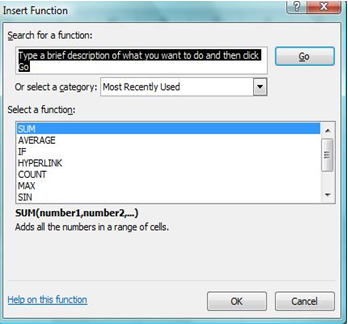 Insert Function
Search for a function:
Type a brief description of what you want to do and then click
Go
Go
Or select a category: Most Recently Used
Select a function:
SUM
AVERAGE
IF
HYPERLINK
COUNT
MAX
SIN
SUM(number1,number2,...)
Adds all the numbers in a range of cells.
Help on this function
OK
Cancel